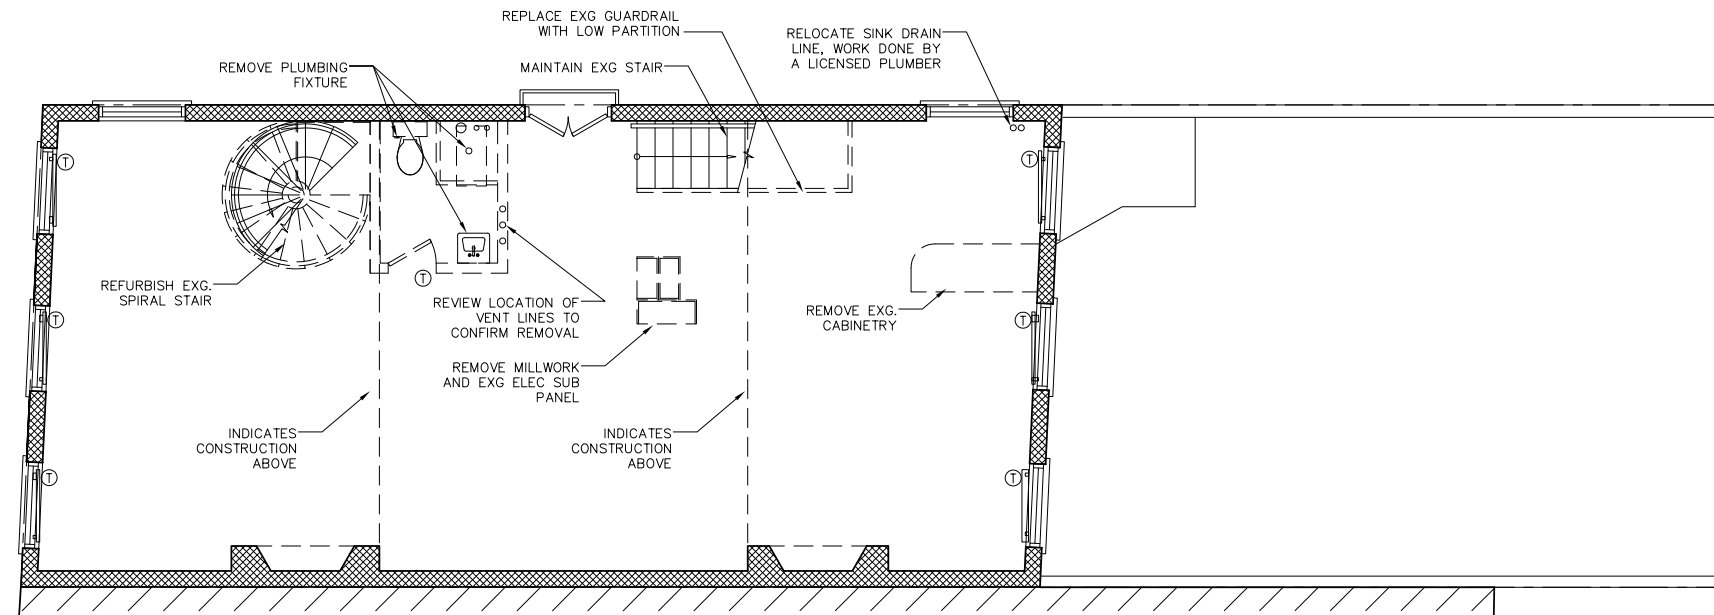 REPLACE EXG GUARDRAIL
WITH LOW PARTITION
RELOCATE SINK DRAIN
LINE, WORK DONE BY
A LICENSED PLUMBER
REMOVE PLUMBING
FIXTURE
MAINTAIN EXG STAIR
T
T
REFURBISH EXG.
SPIRAL STAIR
T
REVIEW LOCATION OF
VENT LINES TO
CONFIRM REMOVAL
REMOVE EXG.
CABINETRY
T
T
REMOVE MILLWORK
AND EXG ELEC SUB
PANEL
INDICATES
CONSTRUCTION
ABOVE
INDICATES
CONSTRUCTION
ABOVE
T
T